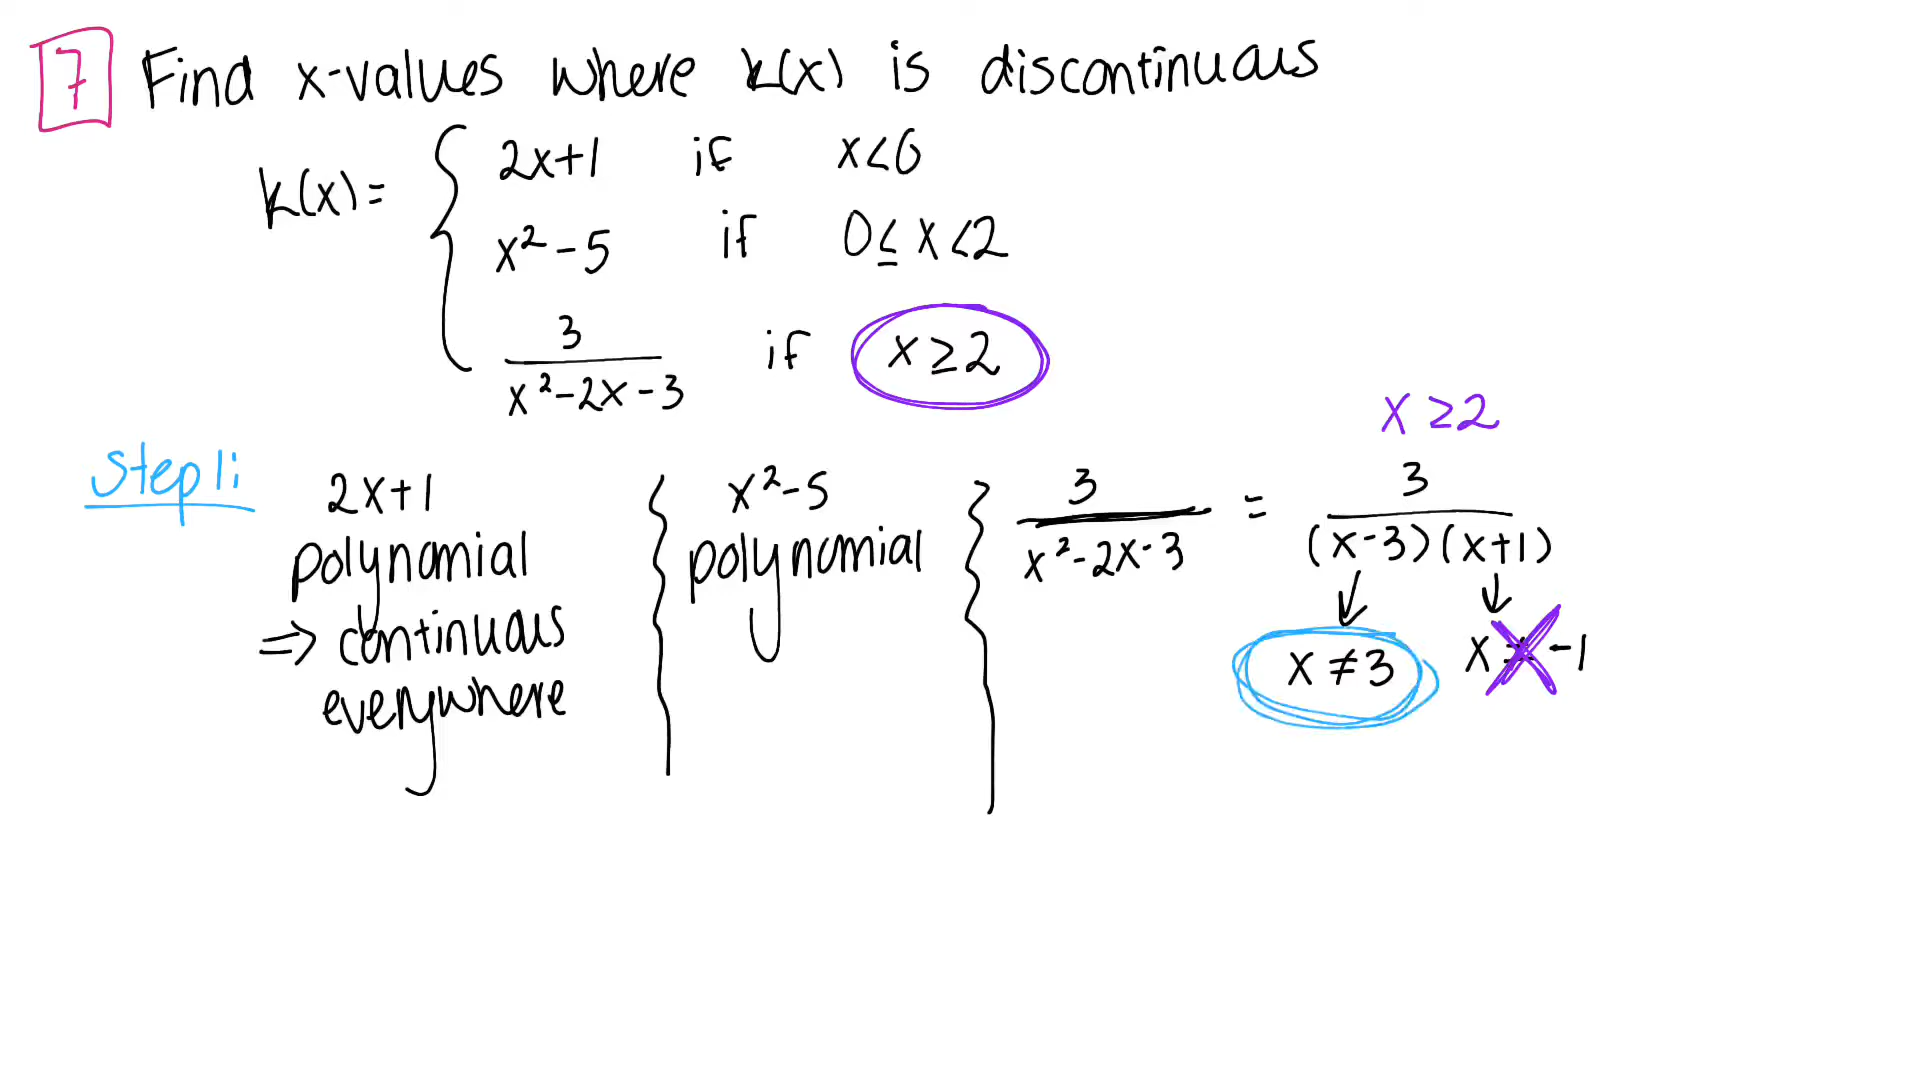 7 Find x-values where k(x) is discontinuous
k(x) = { 2x+1 if x<0
x² - 5 if 0 ≤ x < 2
3 / (x² - 2x - 3) if x ≥ 2
x ≥ 2
Step 1: 2x+1 x² - 5 3 / (x² - 2x - 3) = 3 / ((x-3)(x+1))
polynomial polynomial
⇒ continuous
everywhere
x ≠ 3 x ≠ -1